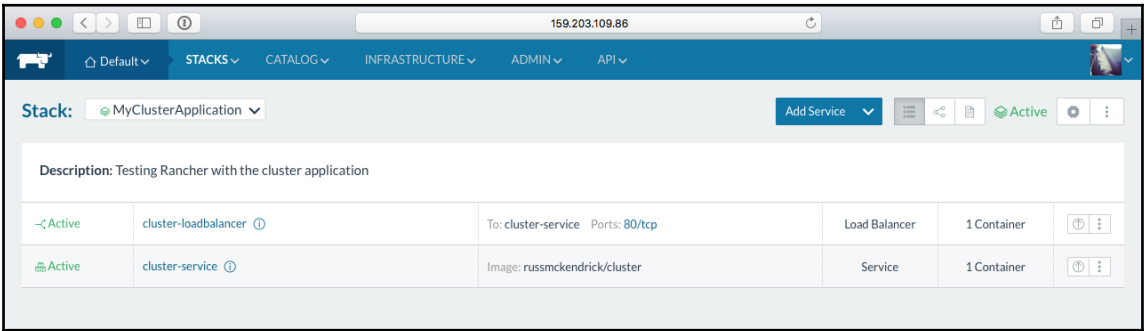 159.203.109.86
Default STACKS CATALOG INFRASTRUCTURE ADMIN API
Stack: MyClusterApplication Add Service Active
Description: Testing Rancher with the cluster application
Active cluster-loadbalancer To: cluster-service Ports: 80/tcp Load Balancer 1 Container
Active cluster-service Image: russmckendrick/cluster Service 1 Container